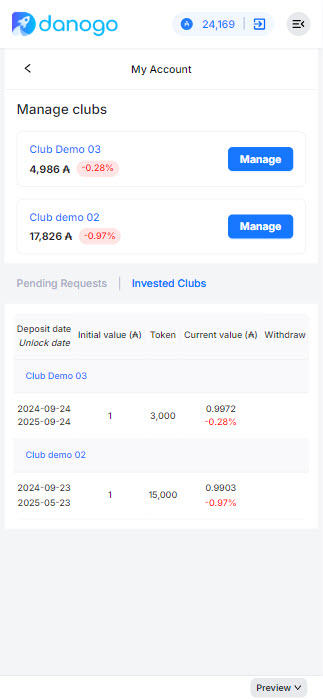 danogo
24,169
My Account
Manage clubs
Club Demo 03
4,986 ₳ -0.28%
Manage
Club demo 02
17,826 ₳ -0.97%
Manage
Pending Requests | Invested Clubs
Deposit date
Unlock date
Initial value (₳)
Token
Current value (₳)
Withdraw
Club Demo 03
2024-09-24
2025-09-24
1
3,000
0.9972
-0.28%
Club demo 02
2024-09-23
2025-05-23
1
15,000
0.9903
-0.97%
Preview